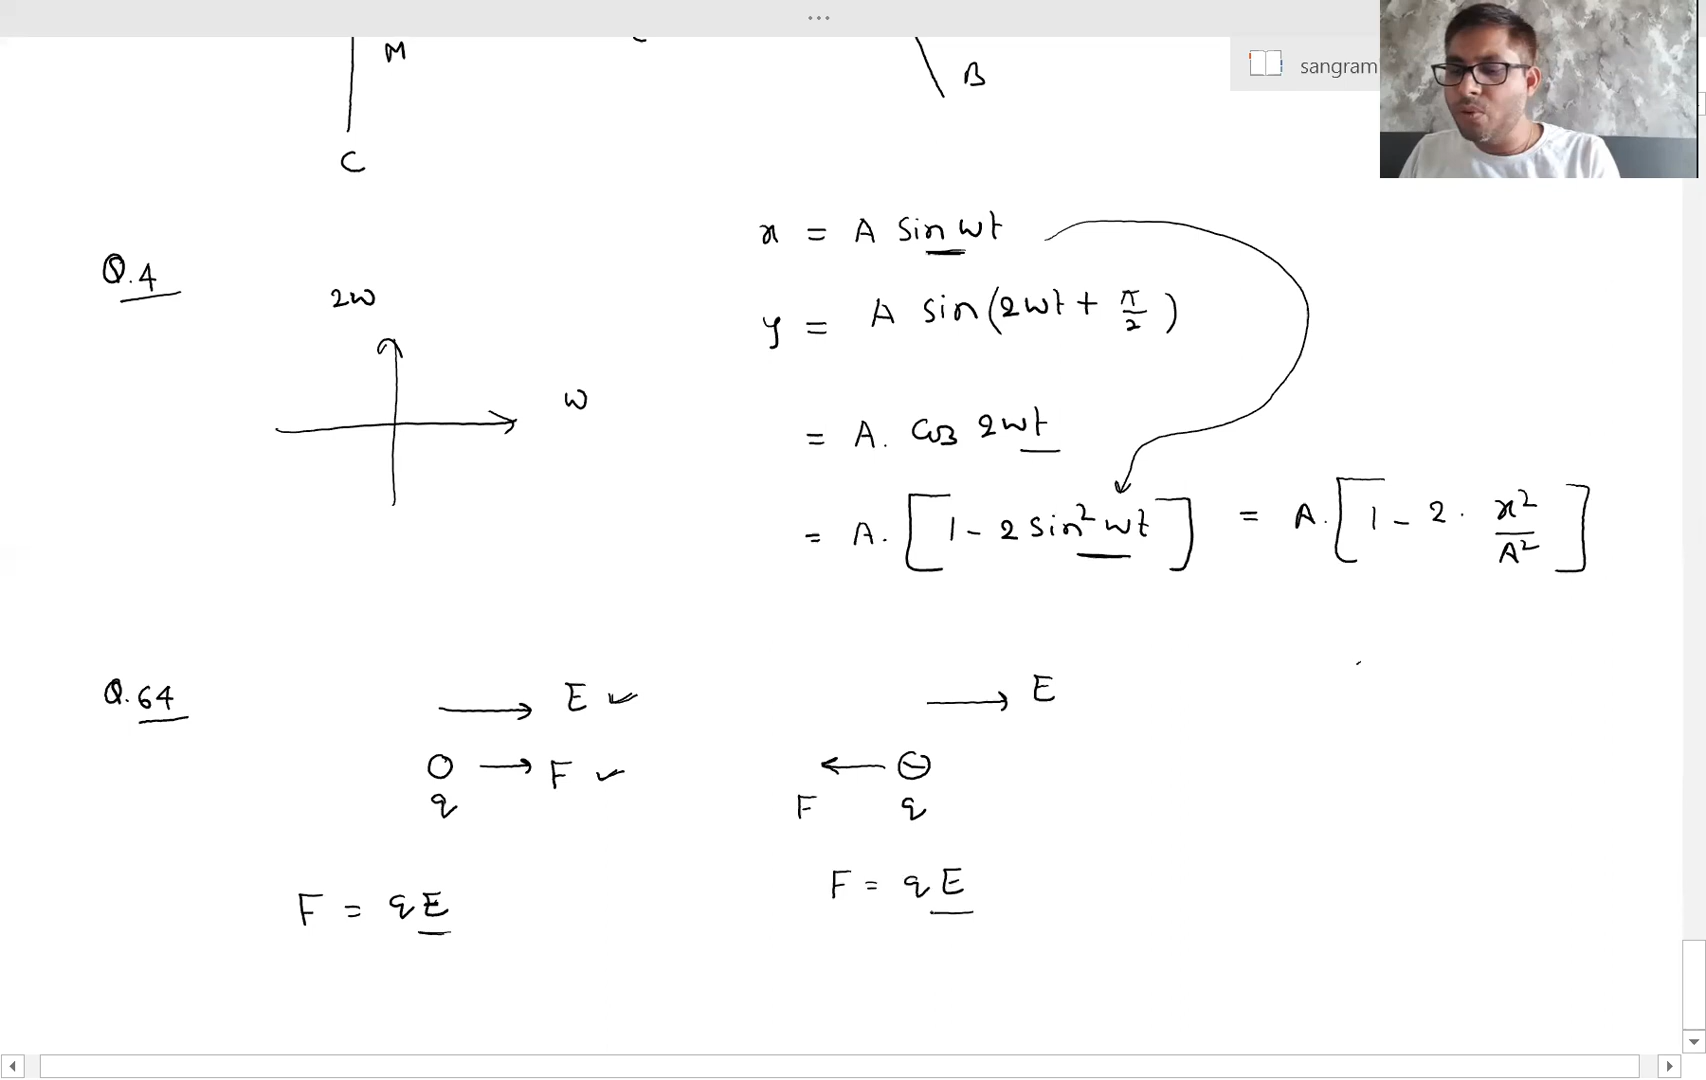 ...
M
B
sangram
C
x = A sin ωt
Q.4
2ω
y = A sin(2ωt + π/2)
ω
= A. cos 2ωt
= A. [1 - 2 sin² ωt] = A. [1 - 2. x²/A²]
Q.64
→ E ✓
→ E
→ F ✓
←
F
q
q
F = qE
F = qE